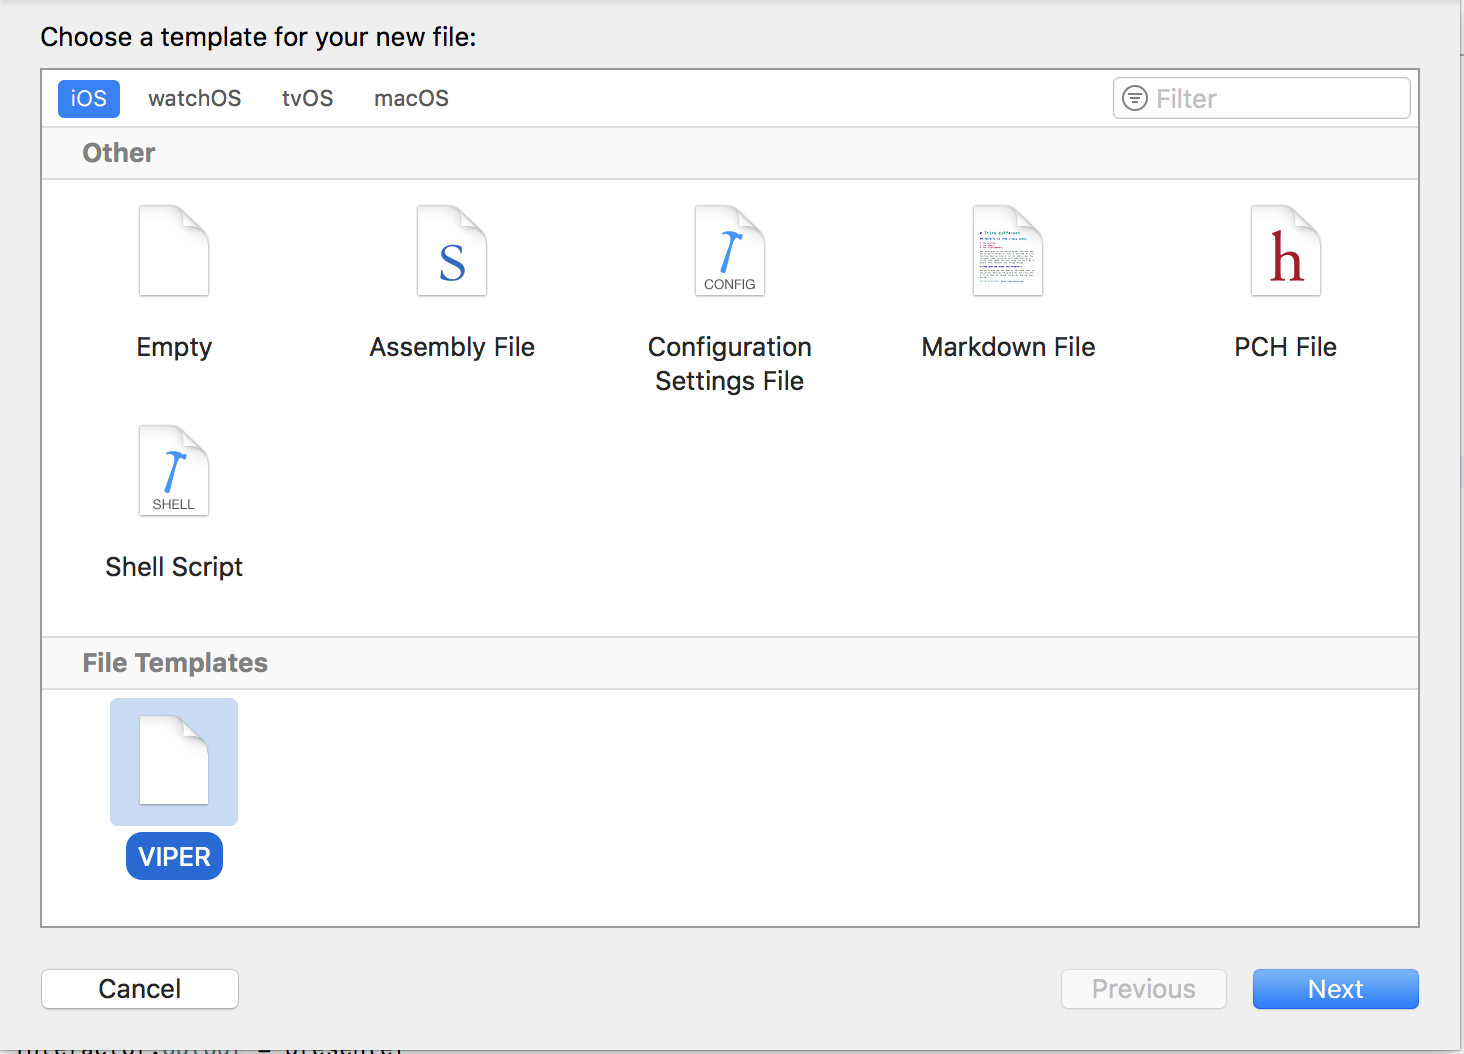 Choose a template for your new file:
iOS watchOS tvOS macOS Filter
Other
S CONFIG h
Empty Assembly File Configuration Settings File Markdown File PCH File
SHELL
Shell Script
File Templates
VIPER
Cancel Previous Next